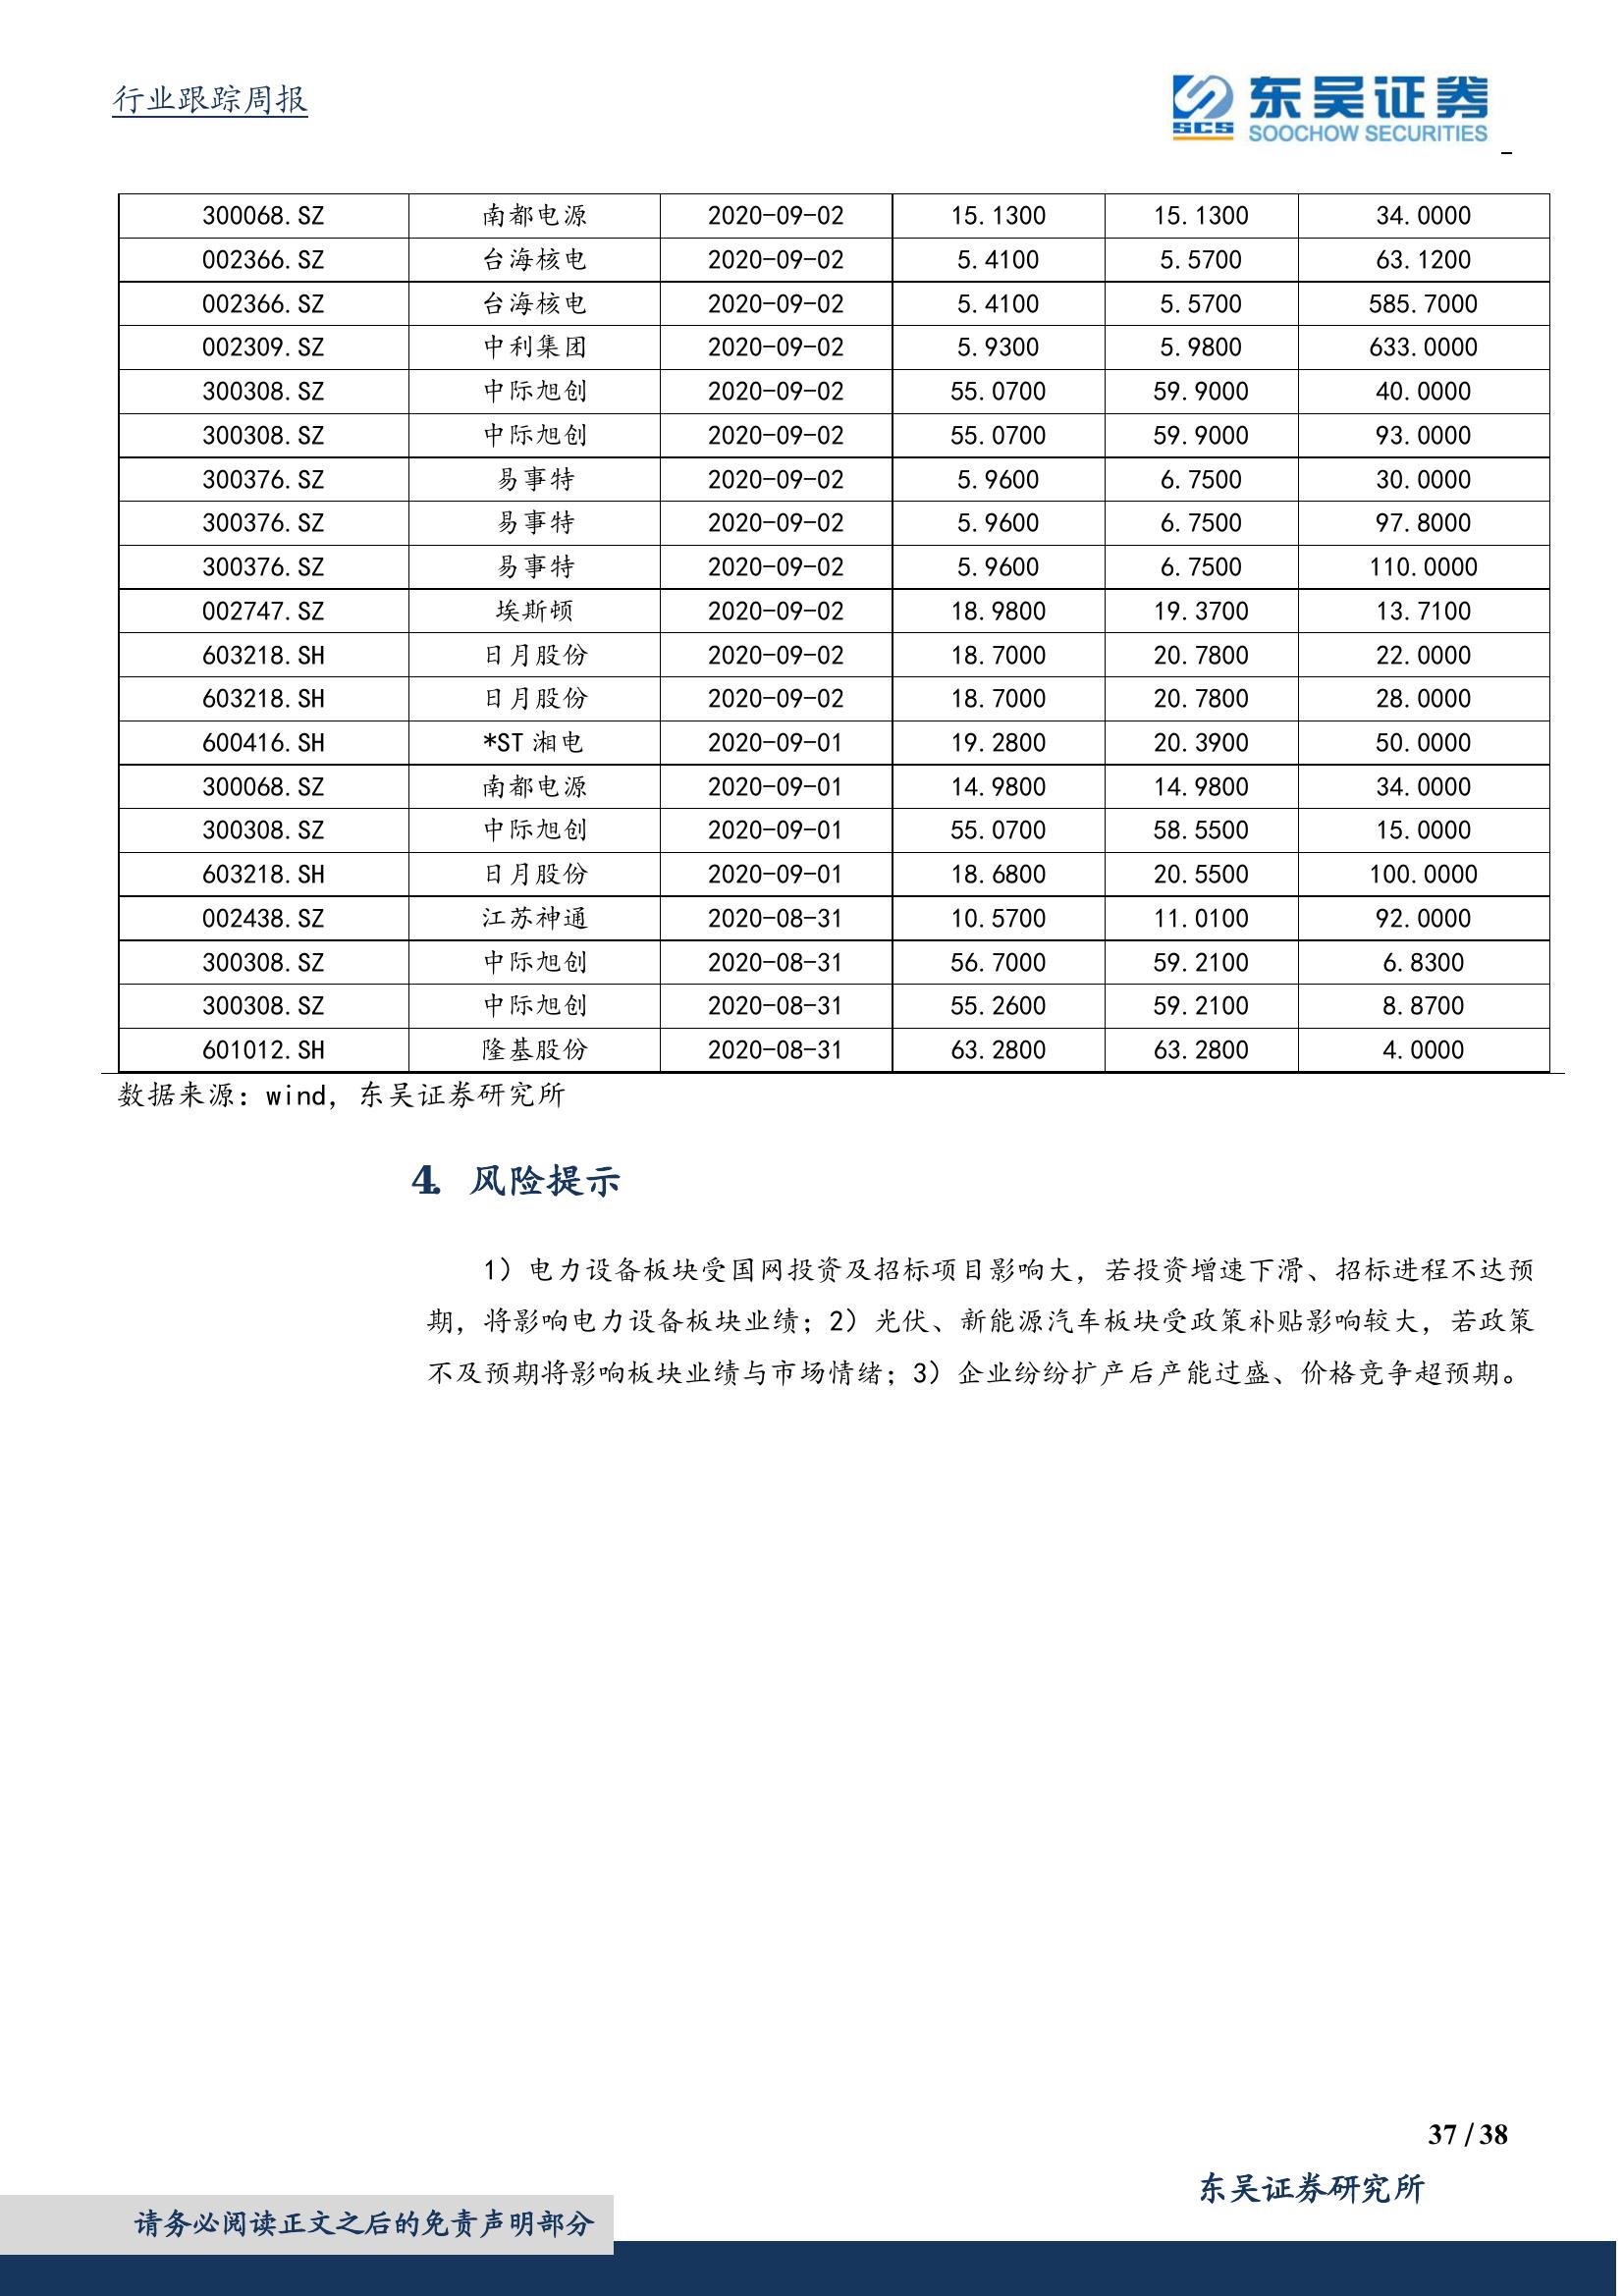 行业跟踪周报
SCS 东吴证券
SOOCHOW SECURITIES
300068.SZ 南都电源 2020-09-02 15.1300 15.1300 34.0000
002366.SZ 台海核电 2020-09-02 5.4100 5.5700 63.1200
002366.SZ 台海核电 2020-09-02 5.4100 5.5700 585.7000
002309.SZ 中利集团 2020-09-02 5.9300 5.9800 633.0000
300308.SZ 中际旭创 2020-09-02 55.0700 59.9000 40.0000
300308.SZ 中际旭创 2020-09-02 55.0700 59.9000 93.0000
300376.SZ 易事特 2020-09-02 5.9600 6.7500 30.0000
300376.SZ 易事特 2020-09-02 5.9600 6.7500 97.8000
300376.SZ 易事特 2020-09-02 5.9600 6.7500 110.0000
002747.SZ 埃斯顿 2020-09-02 18.9800 19.3700 13.7100
603218.SH 日月股份 2020-09-02 18.7000 20.7800 22.0000
603218.SH 日月股份 2020-09-02 18.7000 20.7800 28.0000
600416.SH *ST 湘电 2020-09-01 19.2800 20.3900 50.0000
300068.SZ 南都电源 2020-09-01 14.9800 14.9800 34.0000
300308.SZ 中际旭创 2020-09-01 55.0700 58.5500 15.0000
603218.SH 日月股份 2020-09-01 18.6800 20.5500 100.0000
002438.SZ 江苏神通 2020-08-31 10.5700 11.0100 92.0000
300308.SZ 中际旭创 2020-08-31 56.7000 59.2100 6.8300
300308.SZ 中际旭创 2020-08-31 55.2600 59.2100 8.8700
601012.SH 隆基股份 2020-08-31 63.2800 63.2800 4.0000
数据来源：wind，东吴证券研究所
4. 风险提示
1）电力设备板块受国网投资及招标项目影响大，若投资增速下滑、招标进程不达预
期，将影响电力设备板块业绩；2）光伏、新能源汽车板块受政策补贴影响较大，若政策
不及预期将影响板块业绩与市场情绪；3）企业纷纷扩产后产能过盛、价格竞争超预期。
37 / 38
东吴证券研究所
请务必阅读正文之后的免责声明部分